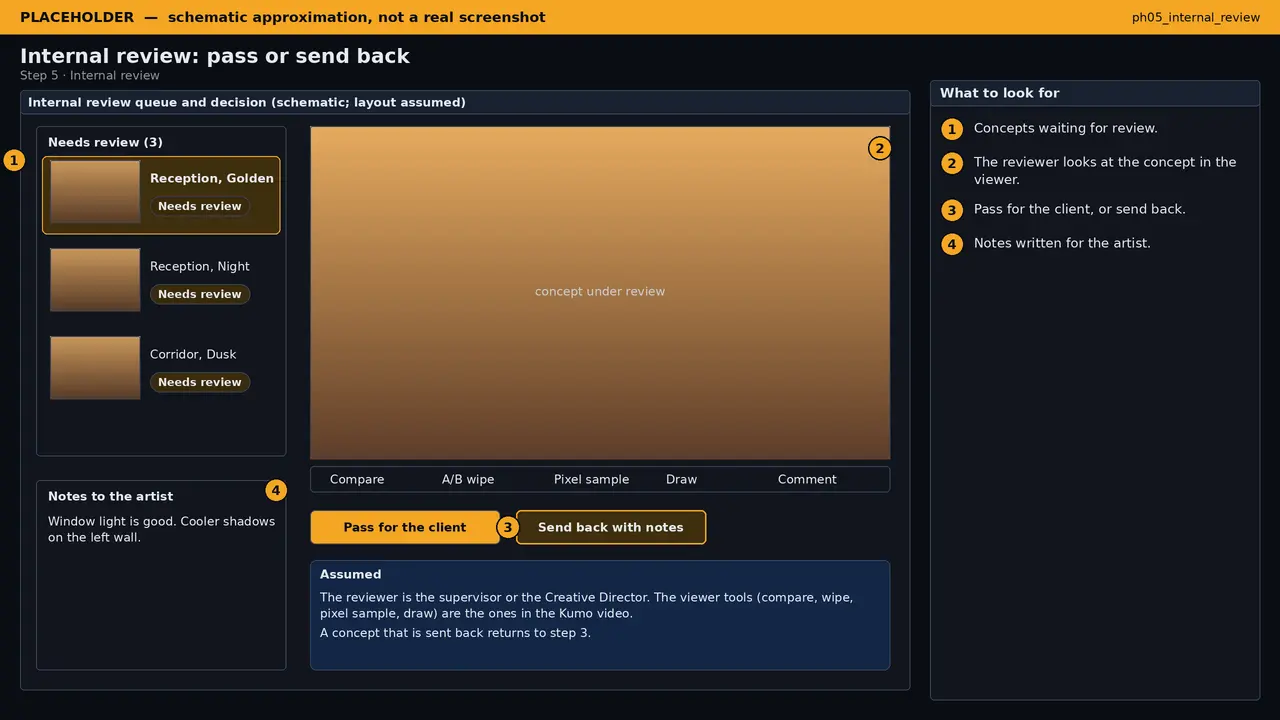 PLACEHOLDER — schematic approximation, not a real screenshot
ph05_internal_review
Internal review: pass or send back
Step 5 · Internal review
Internal review queue and decision (schematic; layout assumed)
Needs review (3)
1
Reception, Golden
Needs review
Reception, Night
Needs review
Corridor, Dusk
Needs review
2
concept under review
Compare
A/B wipe
Pixel sample
Draw
Comment
Pass for the client
3
Send back with notes
4
Notes to the artist
Window light is good. Cooler shadows
on the left wall.
Assumed
The reviewer is the supervisor or the Creative Director. The viewer tools (compare, wipe,
pixel sample, draw) are the ones in the Kumo video.
A concept that is sent back returns to step 3.
What to look for
1 Concepts waiting for review.
2 The reviewer looks at the concept in the
viewer.
3 Pass for the client, or send back.
4 Notes written for the artist.